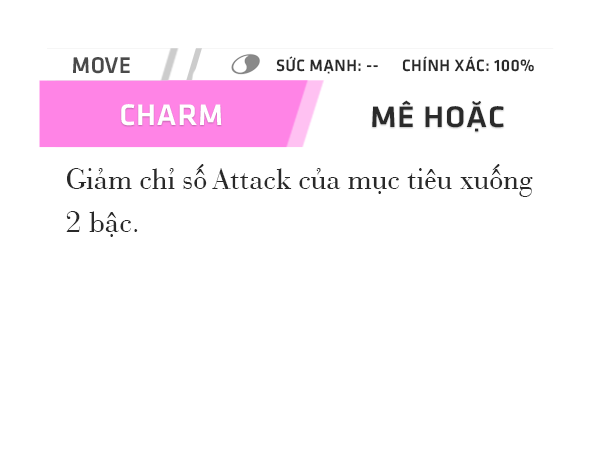 MOVE SỨC MẠNH: -- CHÍNH XÁC: 100%
CHARM MÊ HOẶC
Giảm chỉ số Attack của mục tiêu xuống
2 bậc.